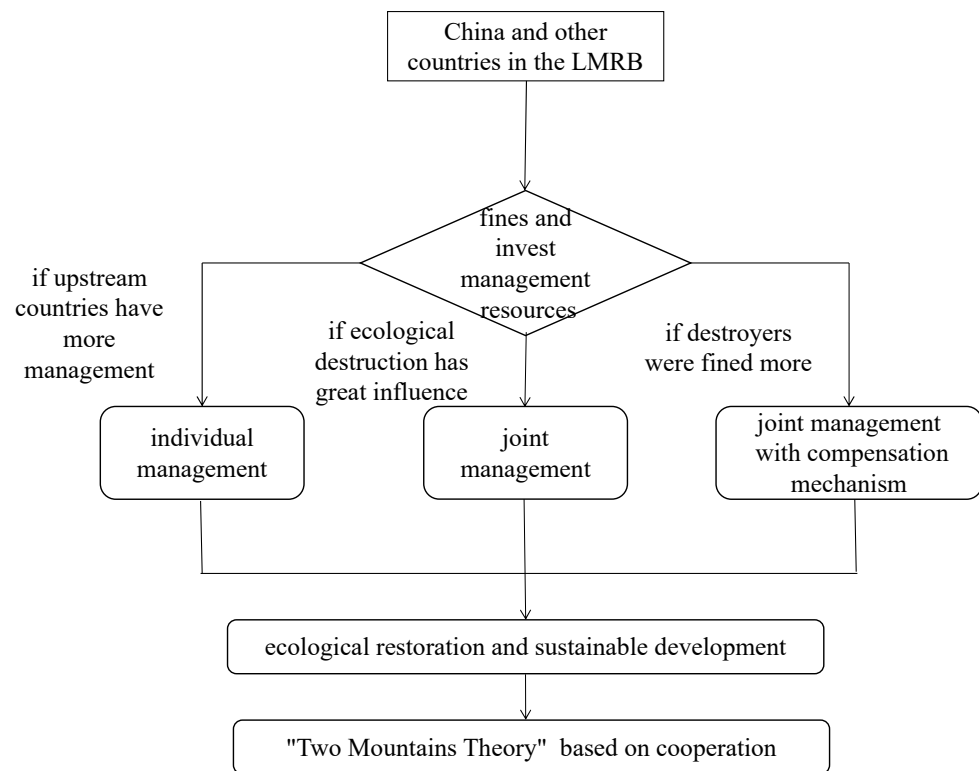 China and other
countries in the LMRB
fines and
invest
management
resources
if upstream
countries have
more
management
if ecological
destruction has
great influence
if destroyers
were fined more
individual
management
joint
management
joint management
with compensation
mechanism
ecological restoration and sustainable development
"Two Mountains Theory"  based on cooperation